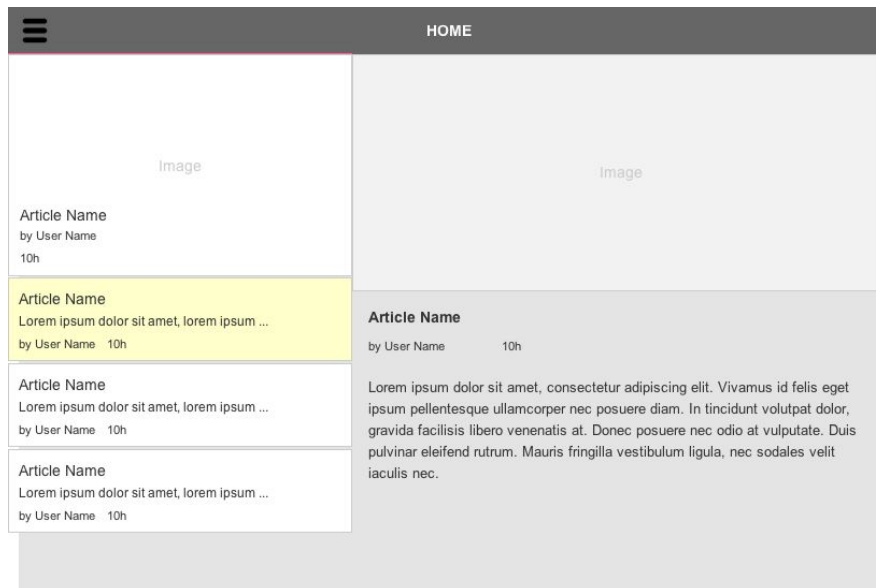 HOME
Image
Article Name
by User Name
10h
Article Name
Lorem ipsum dolor sit amet, lorem ipsum ...
by User Name 10h
Article Name
Lorem ipsum dolor sit amet, lorem ipsum ...
by User Name 10h
Article Name
Lorem ipsum dolor sit amet, lorem ipsum ...
by User Name 10h
Image
Article Name
by User Name 10h
Lorem ipsum dolor sit amet, consectetur adipiscing elit. Vivamus id felis eget
ipsum pellentesque ullamcorper nec posuere diam. In tincidunt volutpat dolor,
gravida facilisis libero venenatis at. Donec posuere nec odio at vulputate. Duis
pulvinar eleifend rutrum. Mauris fringilla vestibulum ligula, nec sodales velit
iaculis nec.